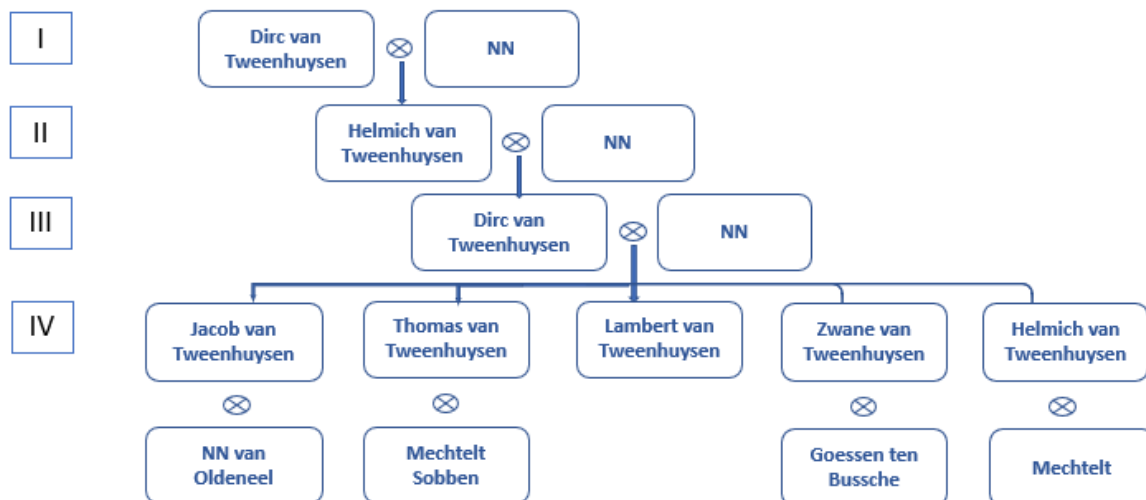 I
Dirc van
Tweenhuysen
NN
II
Helmich van
Tweenhuysen
NN
III
Dirc van
Tweenhuysen
NN
IV
Jacob van
Tweenhuysen
Thomas van
Tweenhuysen
Lambert van
Tweenhuysen
Zwane van
Tweenhuysen
Helmich van
Tweenhuysen
NN van
Oldeneel
Mechtelt
Sobben
Goessen ten
Bussche
Mechtelt